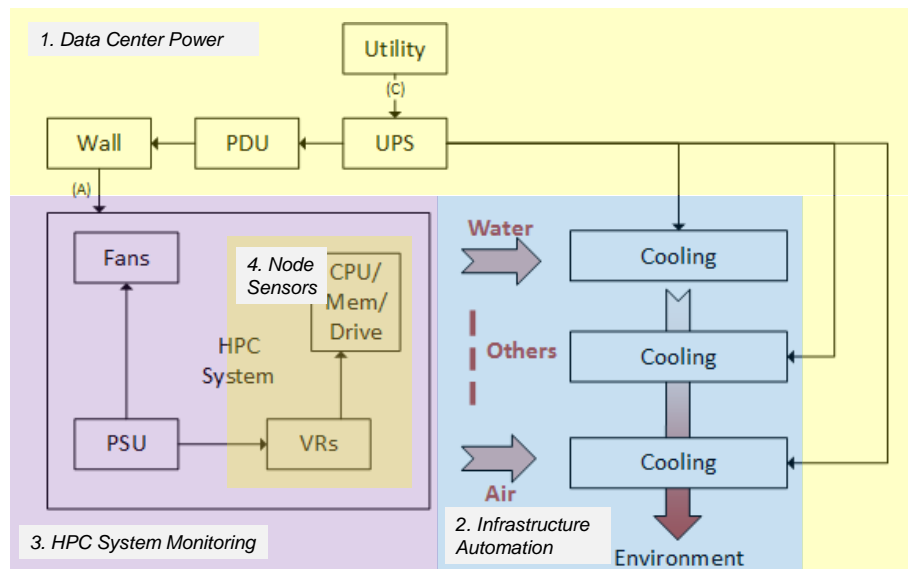 1. Data Center Power
Utility
(C)
Wall
PDU
UPS
(A)
Fans
4. Node
Sensors
CPU/
Mem/
Drive
HPC
System
PSU
VRs
3. HPC System Monitoring
Water
Cooling
Others
Cooling
Air
Cooling
2. Infrastructure
Automation
Environment